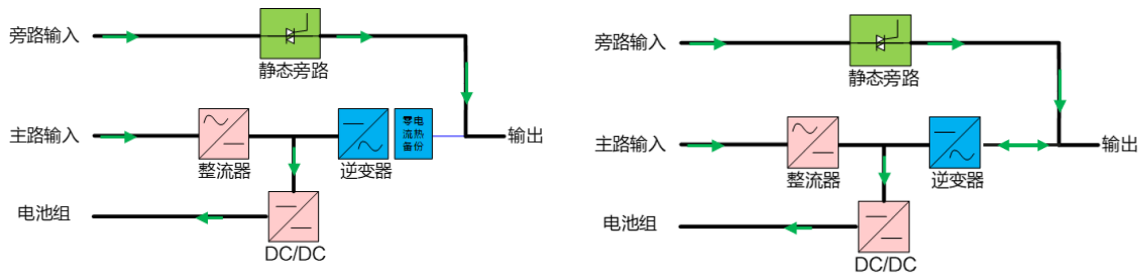 旁路输入
静态旁路
主路输入
整流器
逆变器
零电
流热
备份
输出
电池组
DC/DC
旁路输入
静态旁路
主路输入
整流器
逆变器
输出
电池组
DC/DC